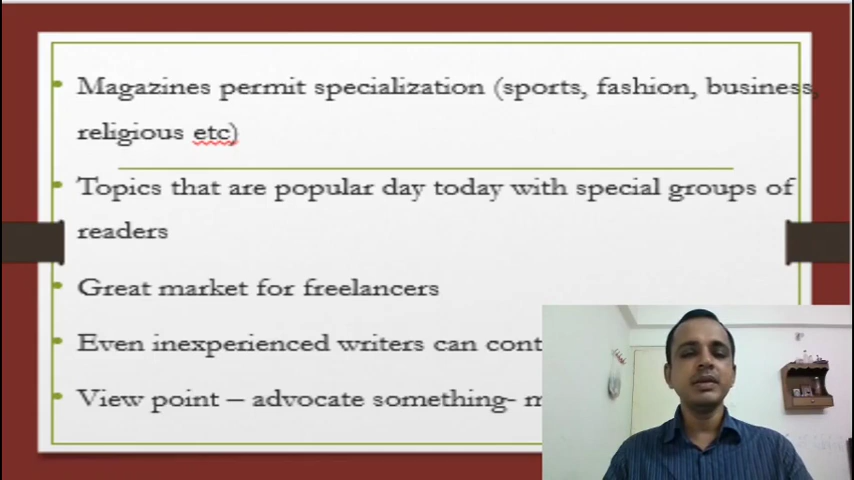 Magazines permit specialization (sports, fashion, business,
religious etc)
Topics that are popular day today with special groups of
readers
Great market for freelancers
Even inexperienced writers can cont
View point – advocate something- m